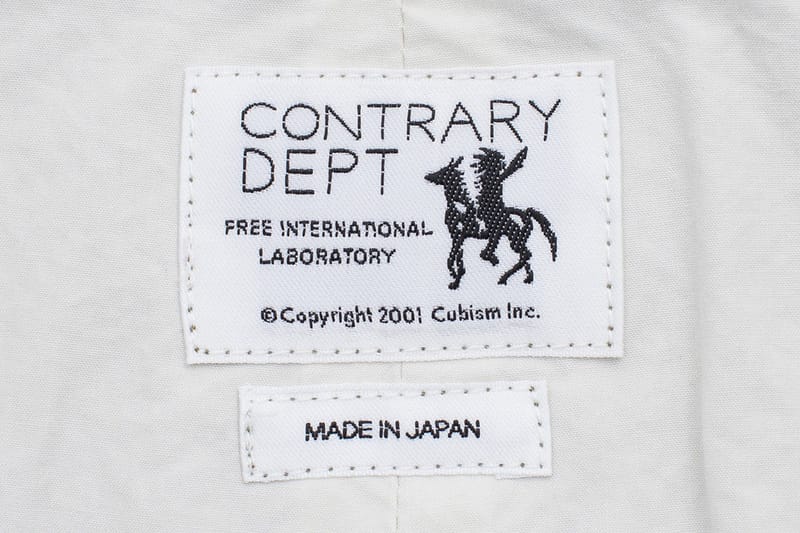 CONTRARY
DEPT
FREE INTERNATIONAL
LABORATORY
©Copyright 2001 Cubism Inc.
MADE IN JAPAN